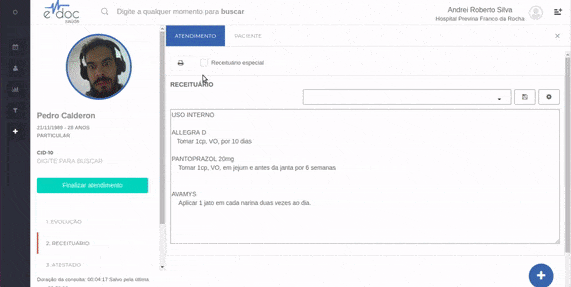 e·doc
SAÚDE
Digite a qualquer momento para buscar
Andrei Roberto Silva
Hospital Previna Franco da Rocha
ATENDIMENTO
PACIENTE
Receituário especial
RECEITUÁRIO
Pedro Calderon
21/11/1989 - 28 ANOS
PARTICULAR
CID-10
DIGITE PARA BUSCAR
Finalizar atendimento
1. EVOLUÇÃO
2. RECEITUÁRIO
3. ATESTADO
Duração da consulta: 00:04:17 Salvo pela última
USO INTERNO
ALLEGRA D
Tomar 1cp, VO, por 10 dias
PANTOPRAZOL 20mg
Tomar 1cp, VO, em jejum e antes da janta por 6 semanas
AVAMYS
Aplicar 1 jato em cada narina duas vezes ao dia.